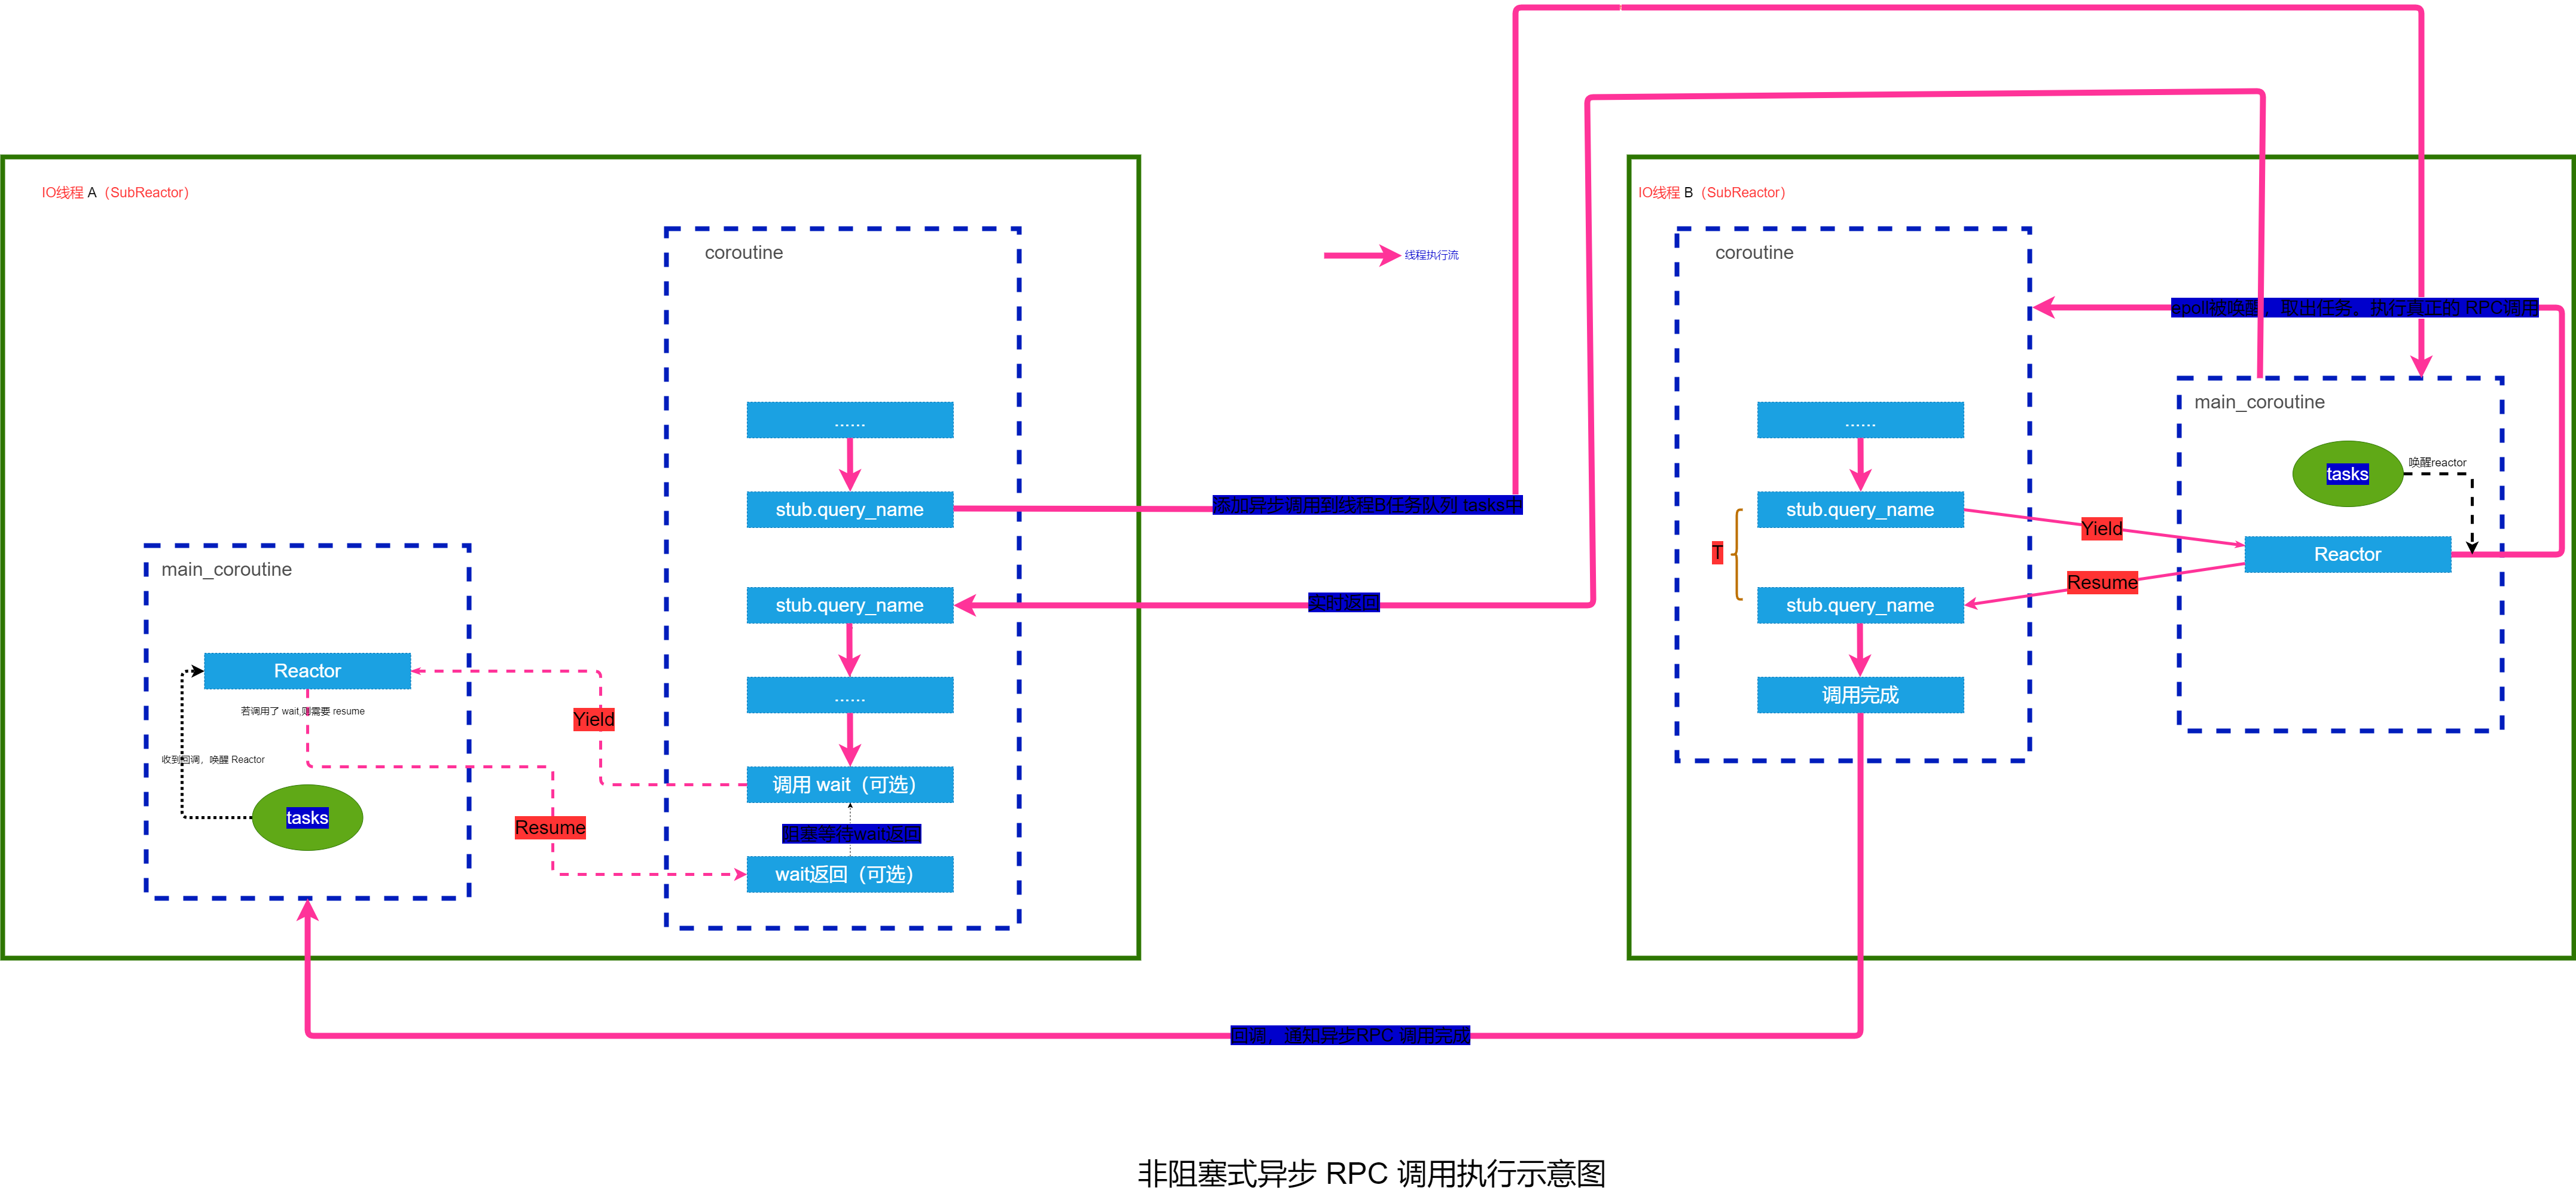 IO线程 A（SubReactor）
coroutine
......
stub.query_name
stub.query_name
......
调用 wait（可选）
阻塞等待wait返回
wait返回（可选）
main_coroutine
Reactor
若调用了 wait,则需要 resume
收到回调，唤醒 Reactor
tasks
Yield
Resume
线程执行流
添加异步调用到线程B任务队列 tasks中
实时返回
IO线程 B（SubReactor）
coroutine
......
stub.query_name
T
stub.query_name
调用完成
epoll被唤醒，取出任务。执行真正的 RPC调用
main_coroutine
tasks
唤醒reactor
Reactor
Yield
Resume
回调，通知异步RPC 调用完成
非阻塞式异步 RPC 调用执行示意图